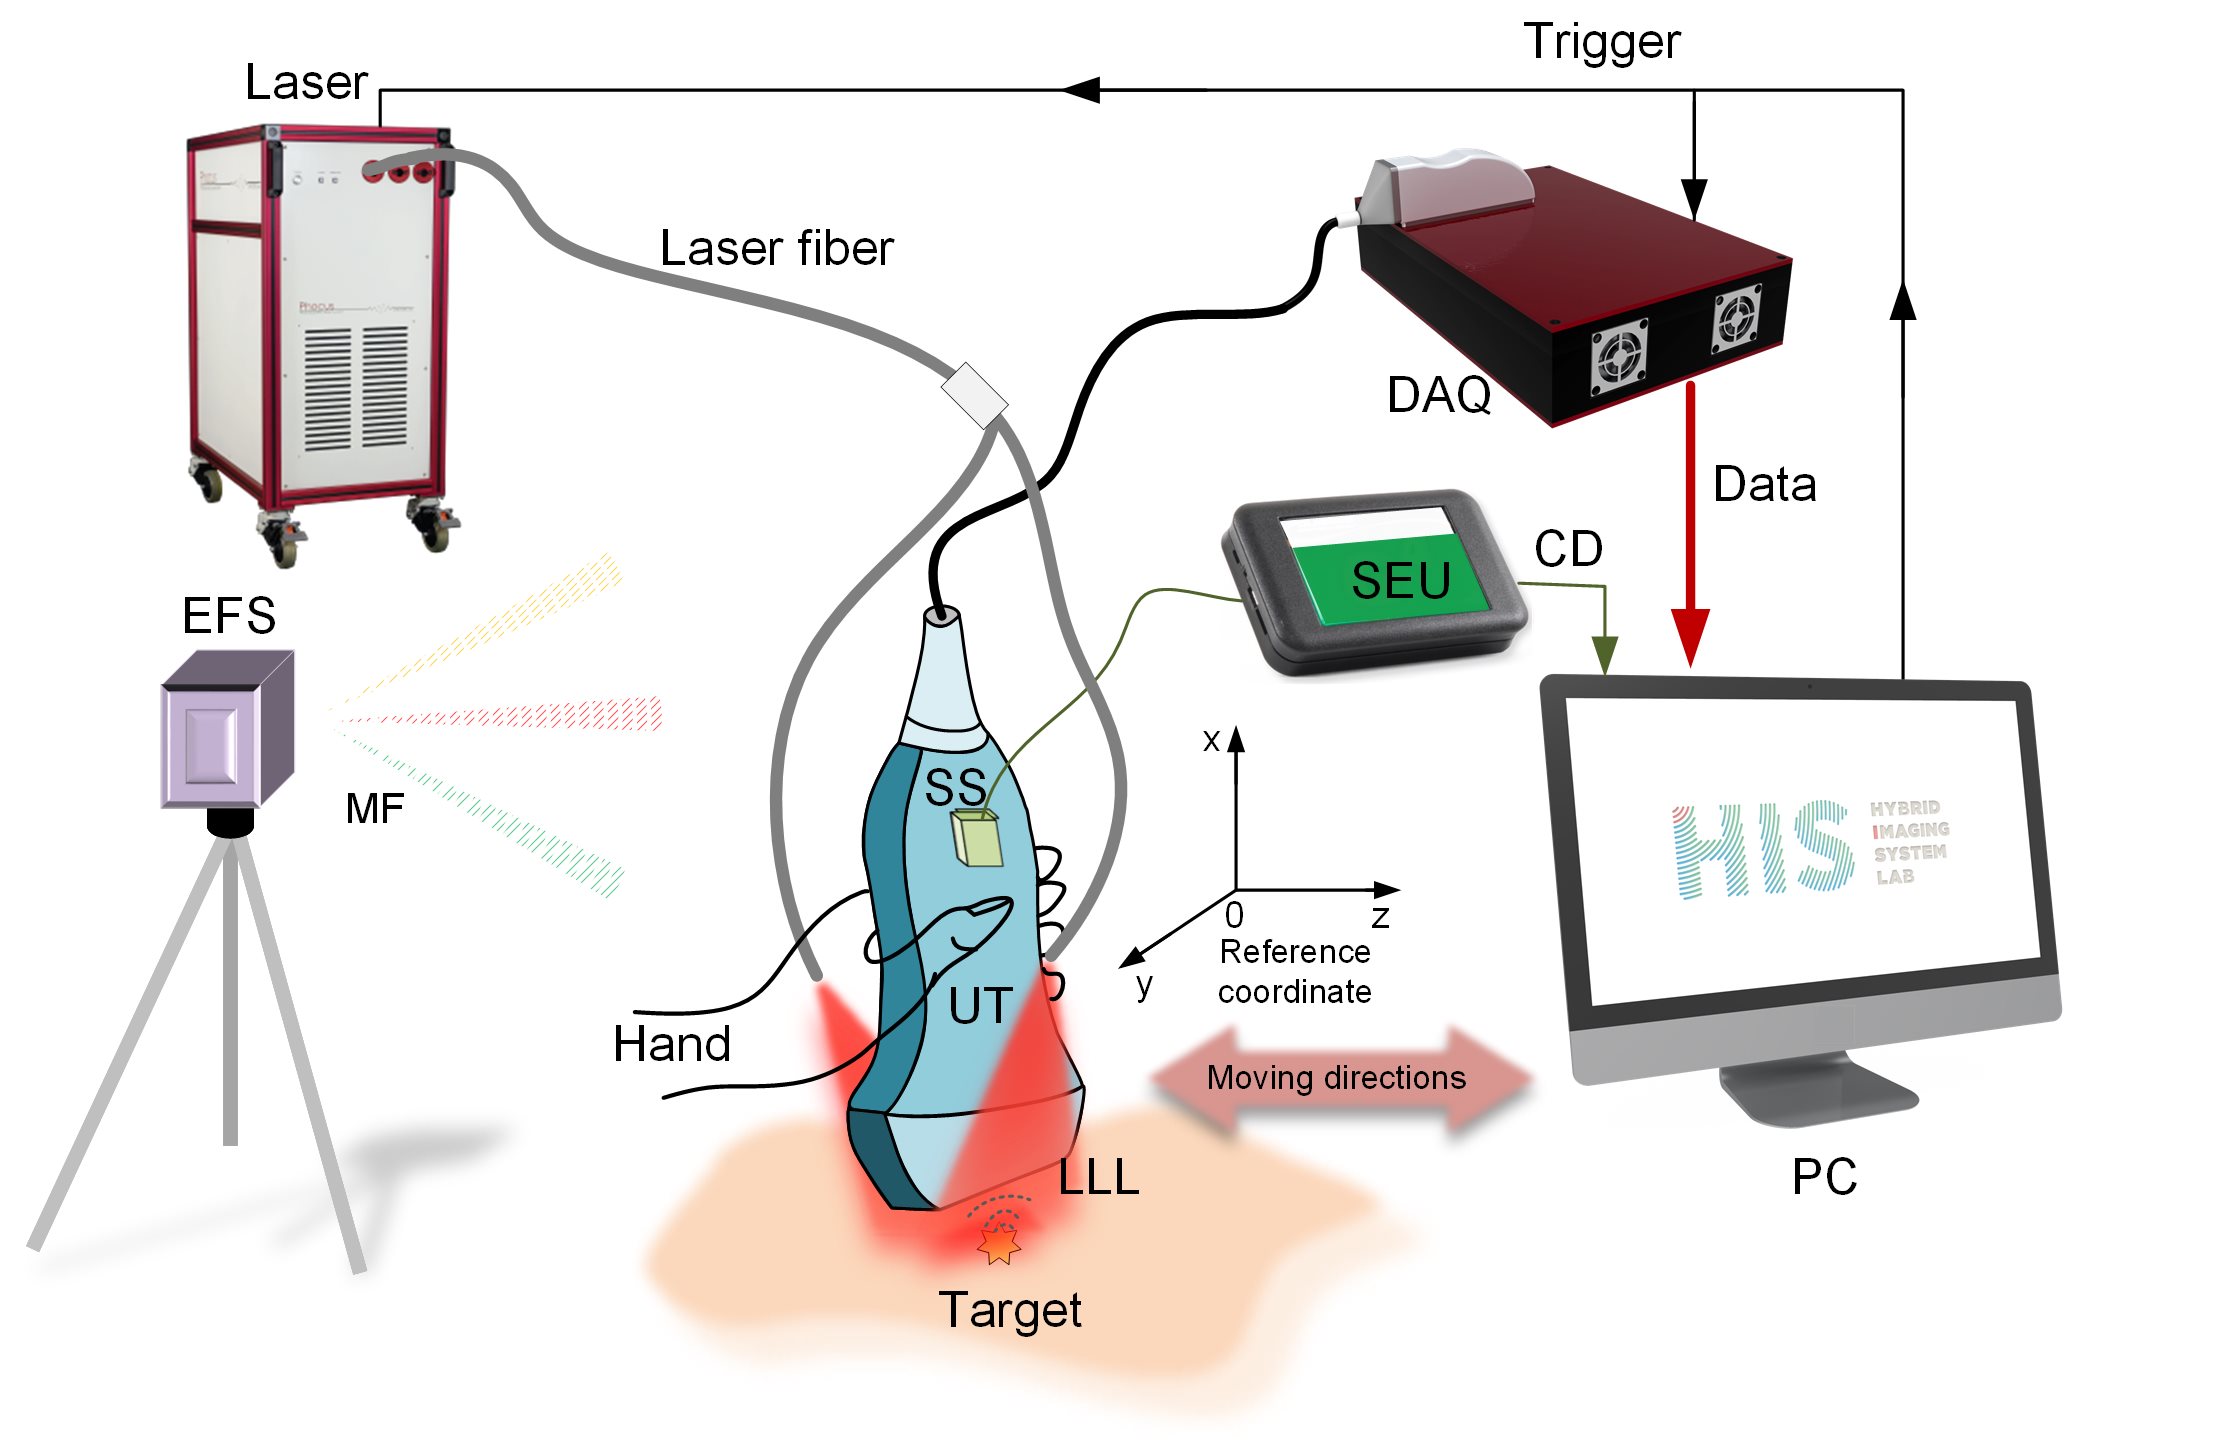 Trigger
Laser
Laser fiber
Phocus
DAQ
Data
CD
SEU
EFS
MF
SS
x
0
z
y
Reference
coordinate
HIS
HYBRID
IMAGING
SYSTEM
LAB
UT
Hand
Moving directions
LLL
PC
Target